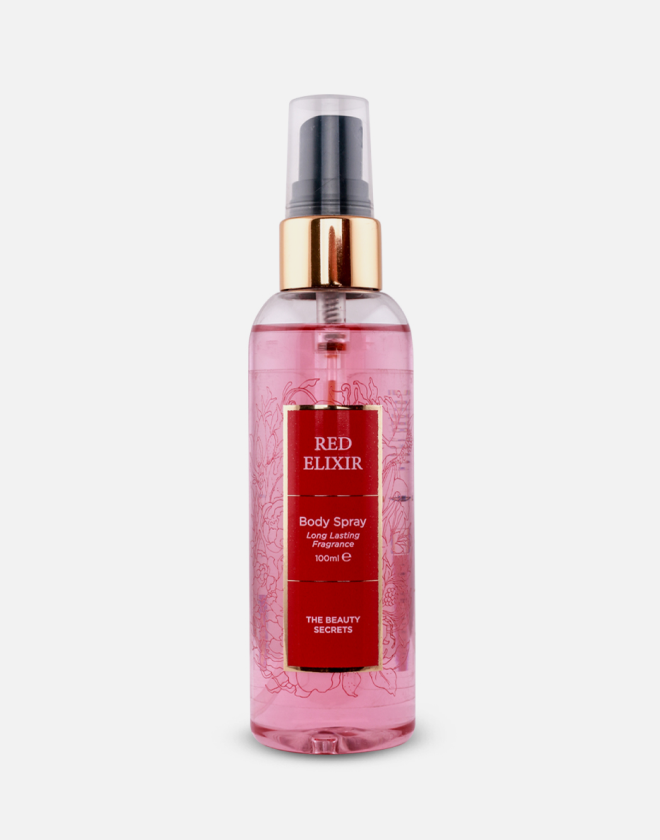 RED
ELIXIR
Body Spray
Long Lasting
Fragrance
100ml ℮
THE BEAUTY
SECRETS